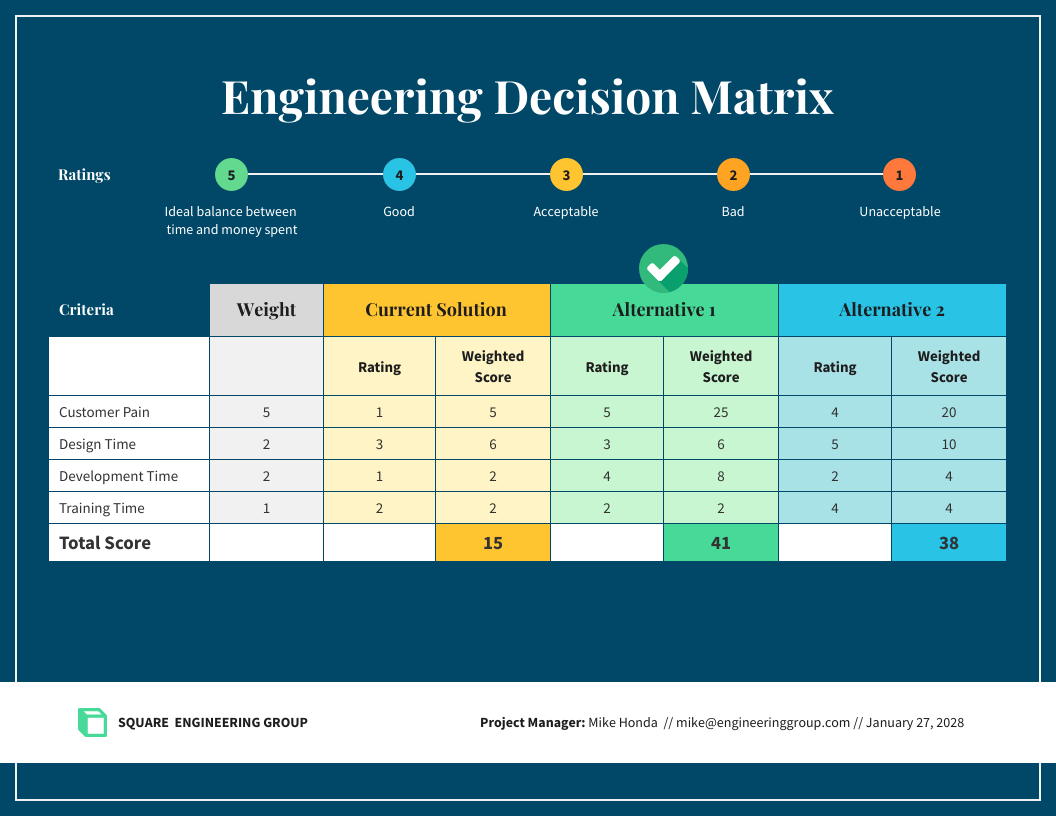 Engineering Decision Matrix
Ratings
5 4 3 2 1
Ideal balance between Good Acceptable Bad Unacceptable
time and money spent
Criteria Weight Current Solution Alternative 1 Alternative 2
Rating Weighted Score Rating Weighted Score Rating Weighted Score
Customer Pain 5 1 5 5 25 4 20
Design Time 2 3 6 3 6 5 10
Development Time 2 1 2 4 8 2 4
Training Time 1 2 2 2 2 4 4
Total Score 15 41 38
SQUARE ENGINEERING GROUP
Project Manager: Mike Honda // mike@engineeringgroup.com // January 27, 2028